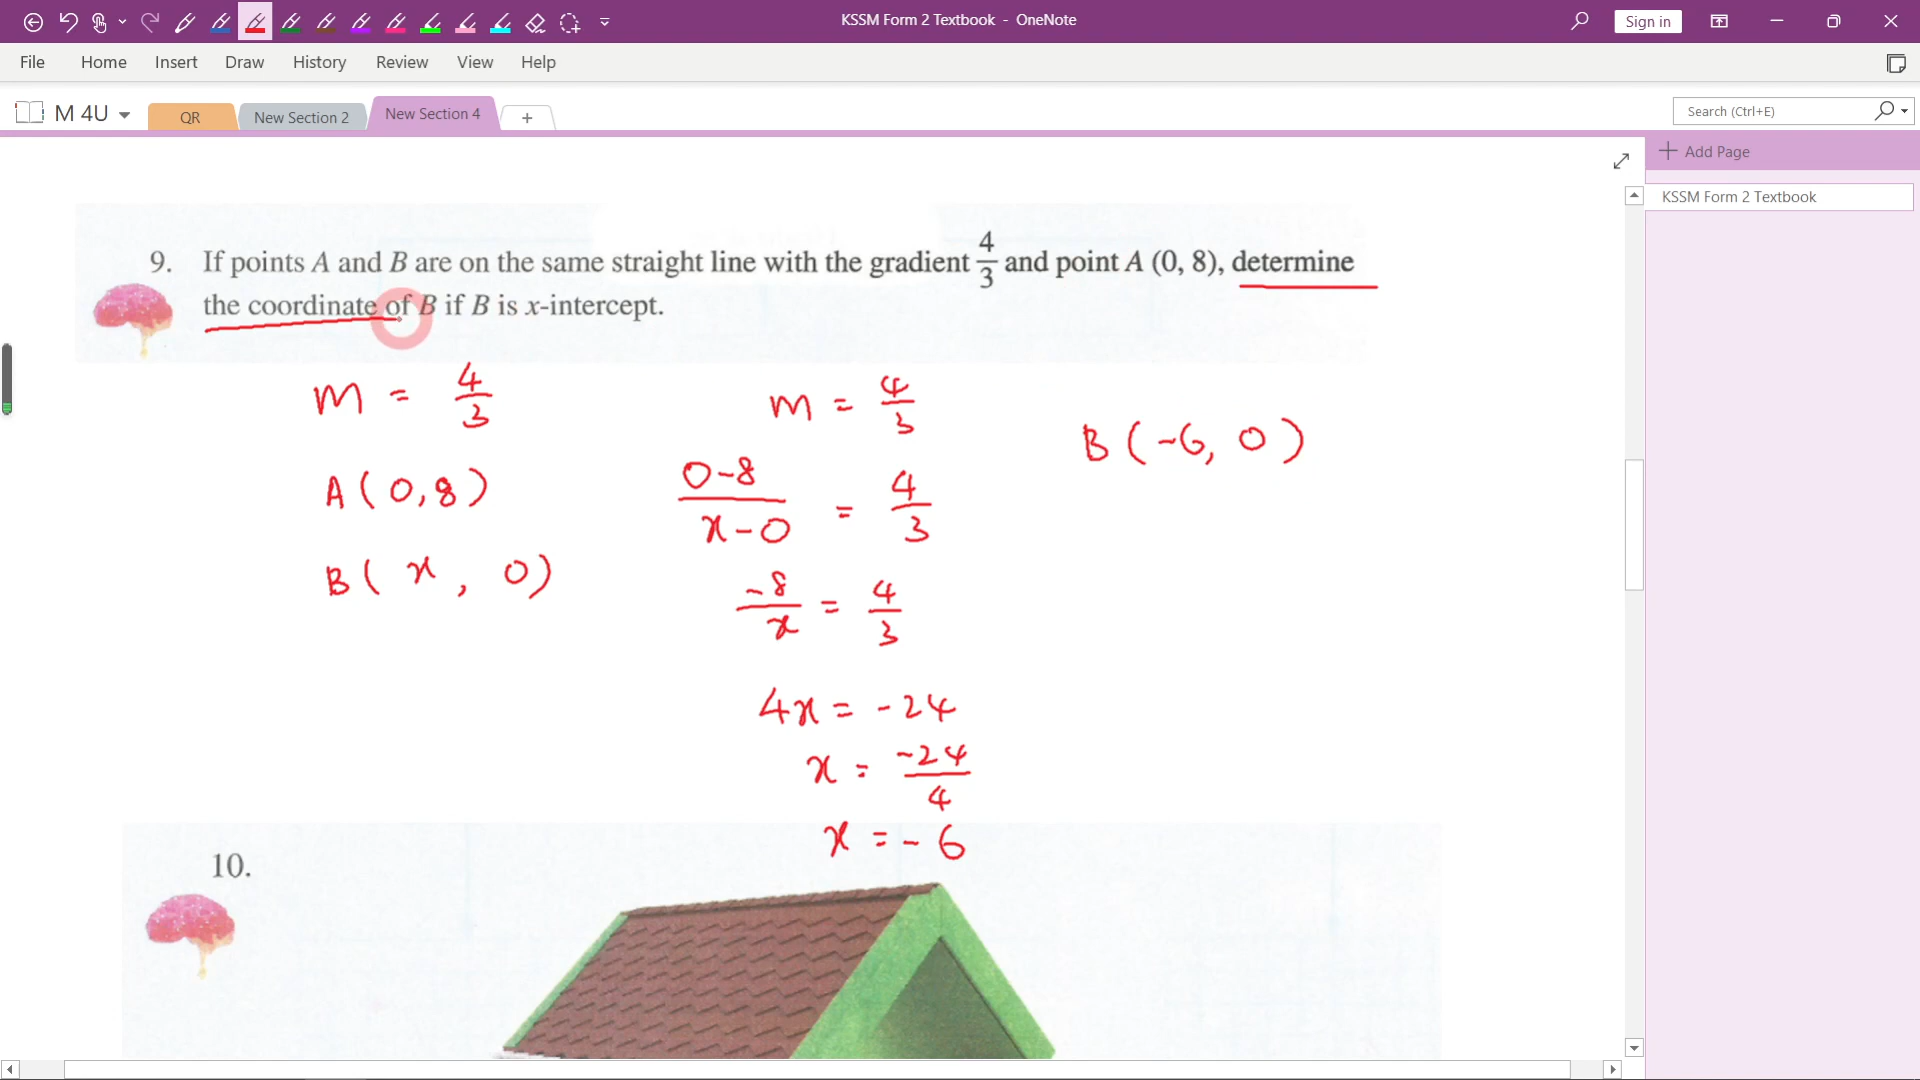 KSSM Form 2 Textbook - OneNote
Sign in
File Home Insert Draw History Review View Help
M 4U
QR
New Section 2
New Section 4
+
Search (Ctrl+E)
Add Page
KSSM Form 2 Textbook
9. If points A and B are on the same straight line with the gradient 4/3 and point A (0, 8), determine
the coordinate of B if B is x-intercept.
m = 4/3
A(0,8)
B(x, 0)
m = 4/3
0-8/x-0 = 4/3
-8/x = 4/3
4x = -24
x = -24/4
x = -6
B(-6, 0)
10.